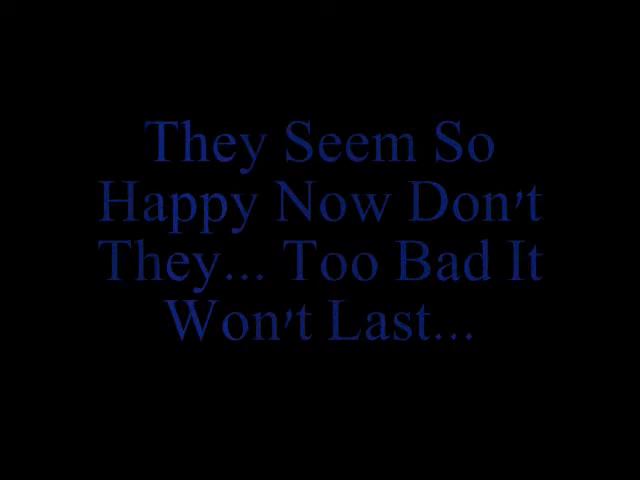 They Seem So
Happy Now Don't
They... Too Bad It
Won't Last...